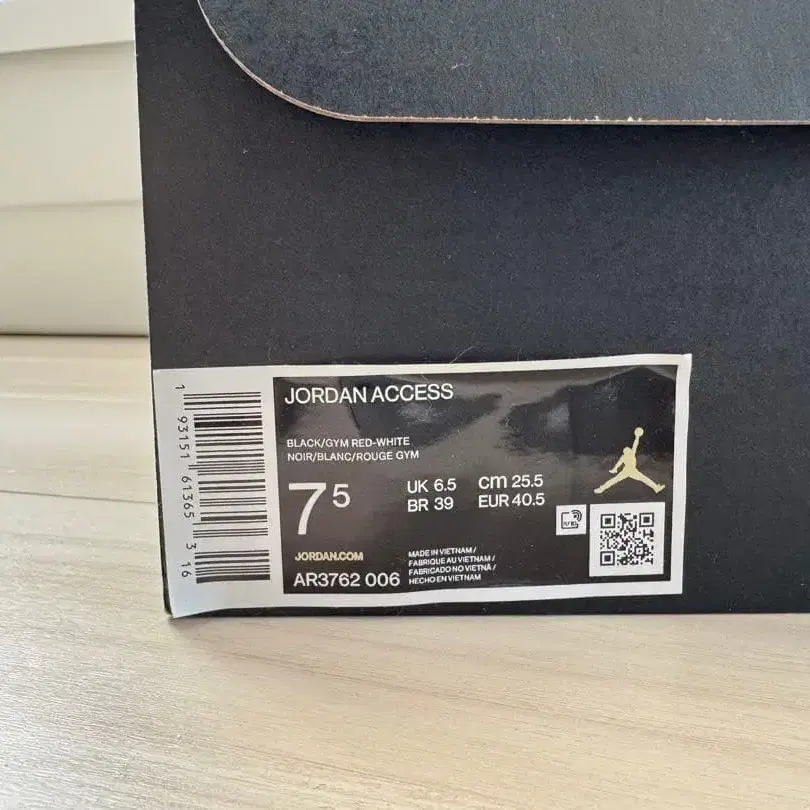 1 93151 61365 3 16
JORDAN ACCESS
BLACK/GYM RED-WHITE
NOIR/BLANC/ROUGE GYM
7 5
UK 6.5 cm 25.5
BR 39 EUR 40.5
JORDAN.COM
AR3762 006
MADE IN VIETNAM /
FABRIQUE AU VIETNAM /
FABRICADO NO VIETNÃ /
HECHO EN VIETNAM